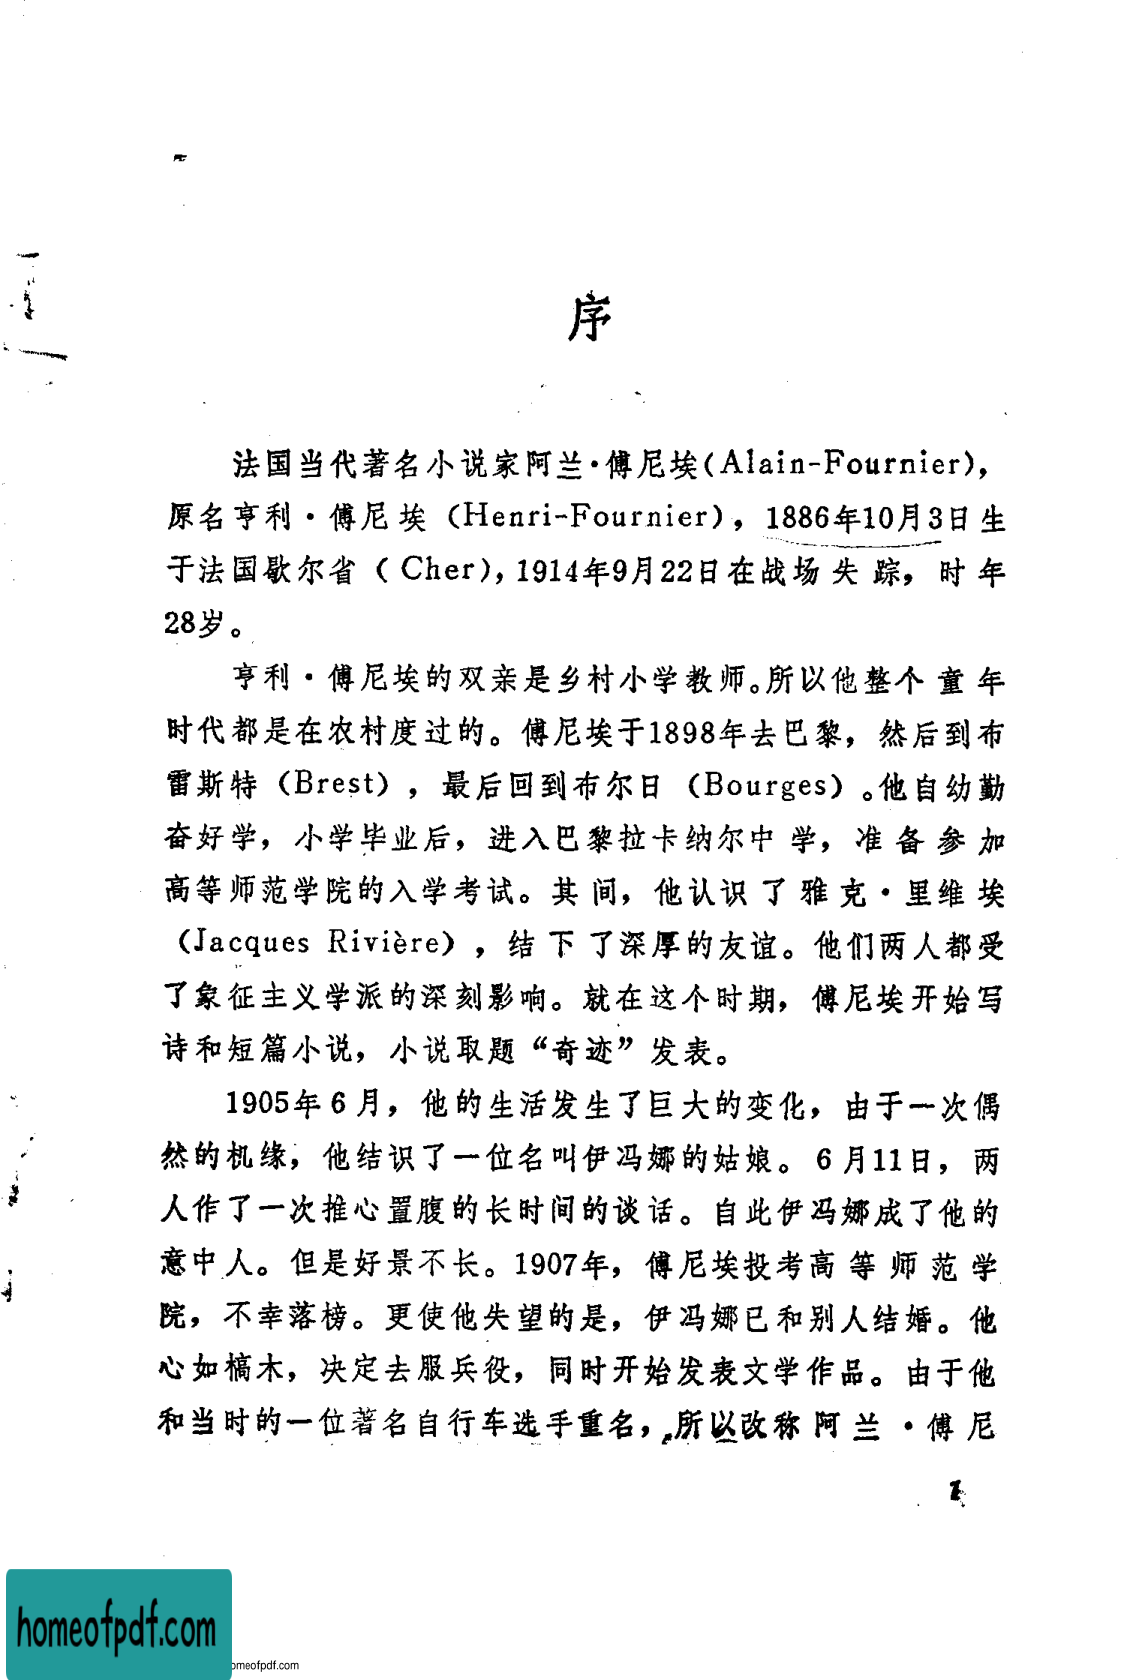 序
法国当代著名小说家阿兰·傅尼埃(Alain-Fournier),
原名亨利·傅尼埃(Henri-Fournier),1886年10月3日生
于法国歇尔省(Cher),1914年9月22日在战场失踪,时年
28岁。
亨利·傅尼埃的双亲是乡村小学教师。所以他整个童年
时代都是在农村度过的。傅尼埃于1898年去巴黎,然后到布
雷斯特(Brest),最后回到布尔日(Bourges)。他自幼勤
奋好学,小学毕业后,进入巴黎拉卡纳尔中学,准备参加
高等师范学院的入学考试。其间,他认识了雅克·里维埃
(Jacques Rivière),结下了深厚的友谊。他们两人都受
了象征主义学派的深刻影响。就在这个时期,傅尼埃开始写
诗和短篇小说,小说取题“奇迹”发表。
1905年6月,他的生活发生了巨大的变化,由于一次偶
然的机缘,他结识了一位名叫伊冯娜的姑娘。6月11日,两
人作了一次推心置腹的长时间的谈话。自此伊冯娜成了他的
意中人。但是好景不长。1907年,傅尼埃投考高等师范学
院,不幸落榜。更使他失望的是,伊冯娜已和别人结婚。他
心如槁木,决定去服兵役,同时开始发表文学作品。由于他
和当时的一位著名自行车选手重名,所以改称阿兰·傅尼
homeofpdf.com
omeofpdf.com